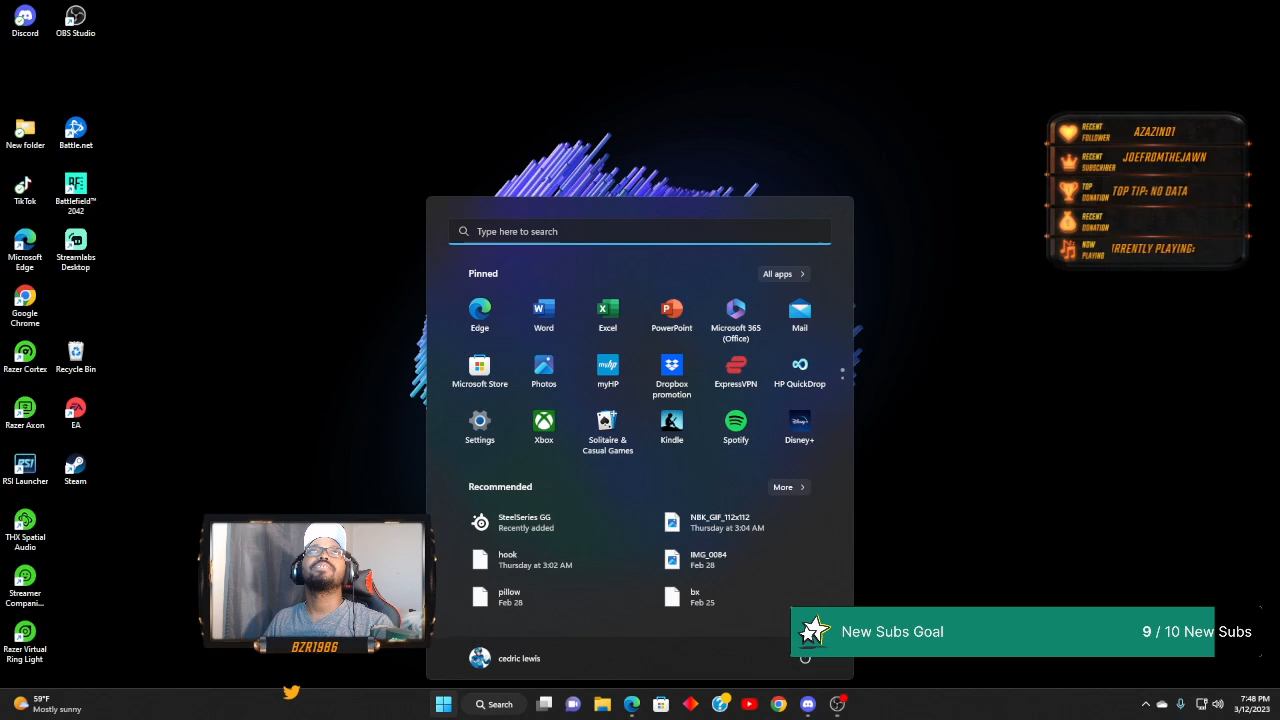 Discord
OBS Studio
New folder
Battle.net
TikTok
Battlefield™
2042
Microsoft
Edge
Streamlabs
Desktop
Google
Chrome
Razer Cortex
Recycle Bin
Razer Axon
EA
RSI Launcher
Steam
THX Spatial
Audio
Streamer
Compani...
Razer Virtual
Ring Light
Type here to search
Pinned
All apps
Edge
Word
Excel
PowerPoint
Microsoft 365
(Office)
Mail
Microsoft Store
Photos
myHP
Dropbox
promotion
ExpressVPN
HP QuickDrop
Settings
Xbox
Solitaire &
Casual Games
Kindle
Spotify
Disney+
Recommended
More
SteelSeries GG
Recently added
NBK_GIF_112x112
Thursday at 3:04 AM
hook
Thursday at 3:02 AM
IMG_0084
Feb 28
pillow
Feb 28
bx
Feb 25
cedric lewis
RECENT
FOLLOWER
AZAZIN01
RECENT
SUBSCRIBER
JOEFROMTHEJAWN
TOP
DONATION
TOP TIP: NO DATA
RECENT
DONATION
NOW
PLAYING
RRENTLY PLAYING:
BZR1986
New Subs Goal
9 / 10 New Subs
59°F
Mostly sunny
Search
7:48 PM
3/12/2023